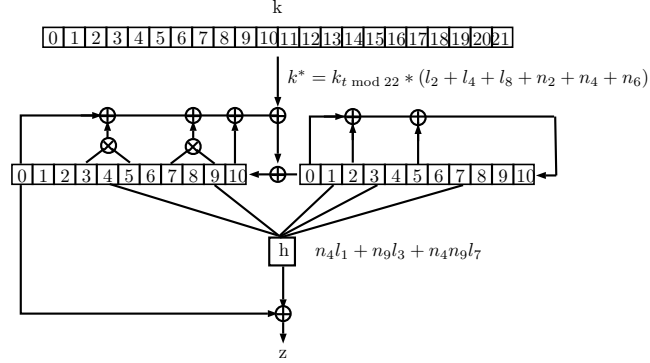 k
0 1 2 3 4 5 6 7 8 9 10 11 12 13 14 15 16 17 18 19 20 21
k* = k_{t mod 22} * (l_2 + l_4 + l_8 + n_2 + n_4 + n_6)
0 1 2 3 4 5 6 7 8 9 10 0 1 2 3 4 5 6 7 8 9 10
h n_4l_1 + n_9l_3 + n_4n_9l_7
z